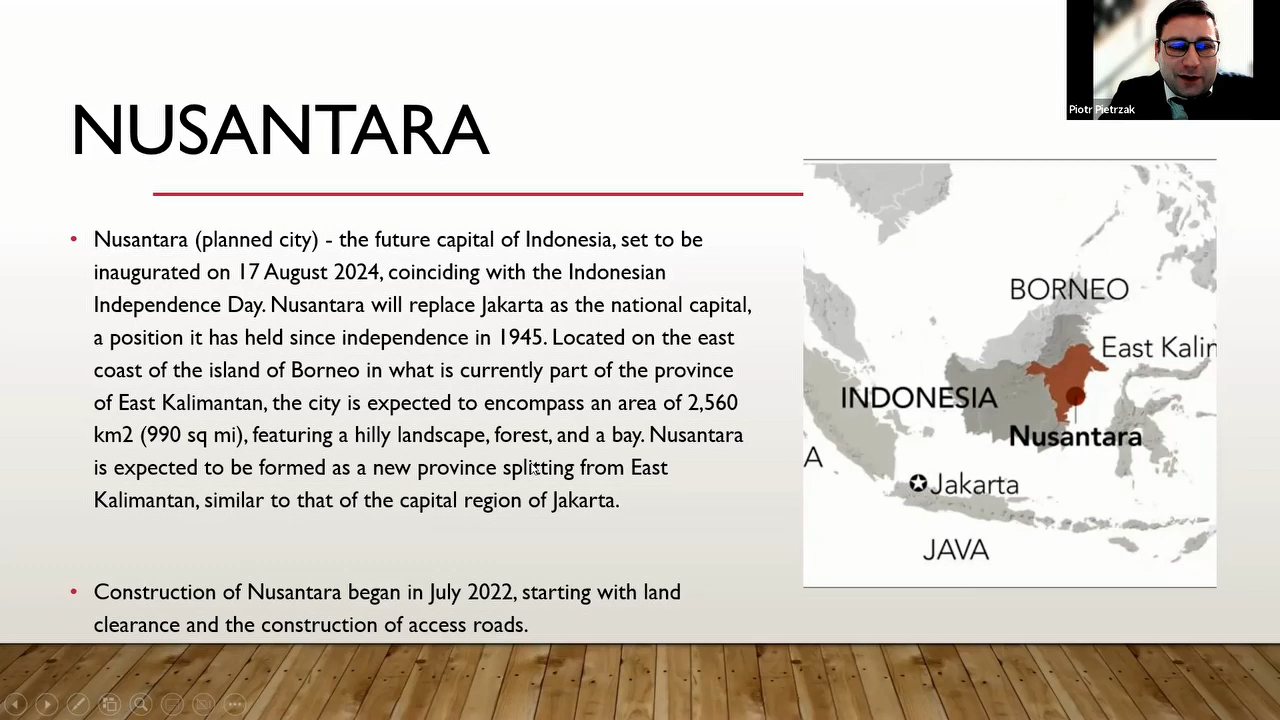 Piotr Pietrzak
NUSANTARA
• Nusantara (planned city) - the future capital of Indonesia, set to be
inaugurated on 17 August 2024, coinciding with the Indonesian
Independence Day. Nusantara will replace Jakarta as the national capital,
a position it has held since independence in 1945. Located on the east
coast of the island of Borneo in what is currently part of the province
of East Kalimantan, the city is expected to encompass an area of 2,560
km2 (990 sq mi), featuring a hilly landscape, forest, and a bay. Nusantara
is expected to be formed as a new province splitting from East
Kalimantan, similar to that of the capital region of Jakarta.
• Construction of Nusantara began in July 2022, starting with land
clearance and the construction of access roads.
BORNEO
East Kalin
INDONESIA
Nusantara
A
Jakarta
JAVA